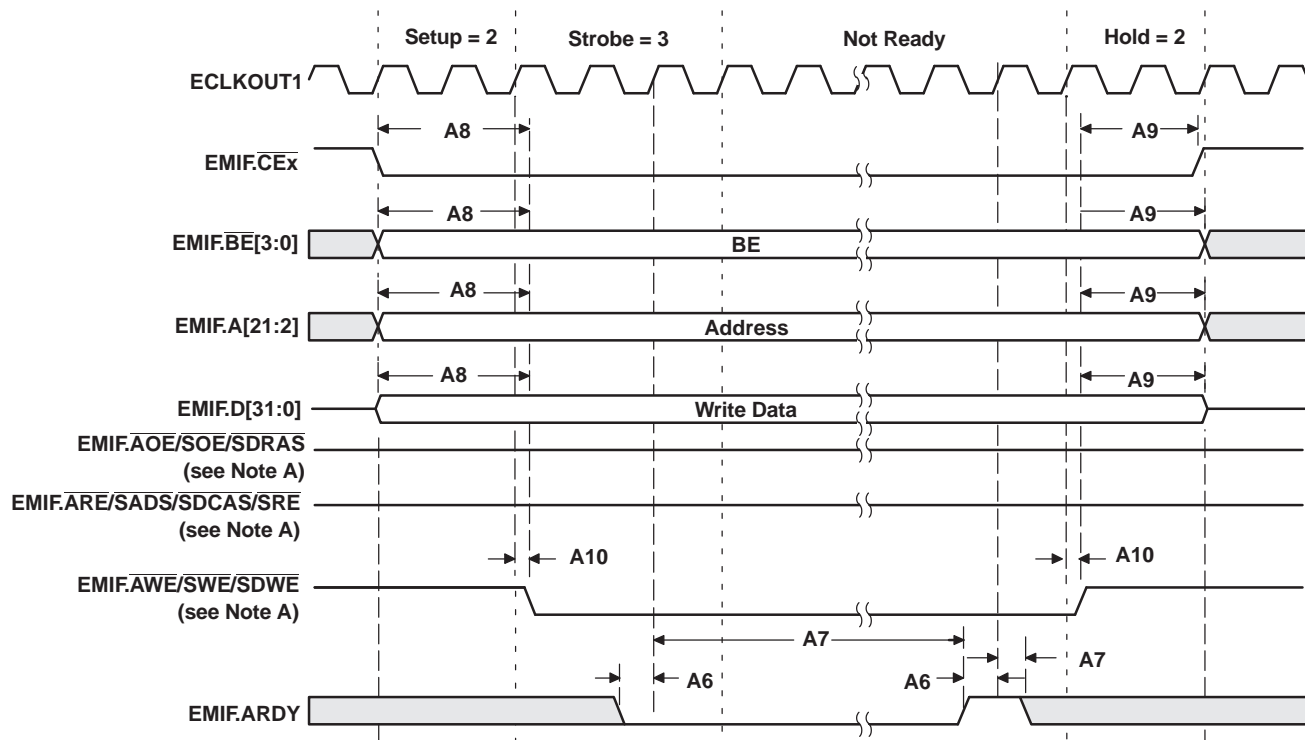 Setup = 2 Strobe = 3 Not Ready Hold = 2
ECLKOUT1
A8 A9
EMIF.CEx
A8 A9
EMIF.BE[3:0] BE
A8 A9
EMIF.A[21:2] Address
A8 A9
EMIF.D[31:0] Write Data
EMIF.AOE/SOE/SDRAS
(see Note A)
EMIF.ARE/SADS/SDCAS/SRE
(see Note A)
A10 A10
EMIF.AWE/SWE/SDWE
(see Note A)
A7 A7
A6 A6
EMIF.ARDY